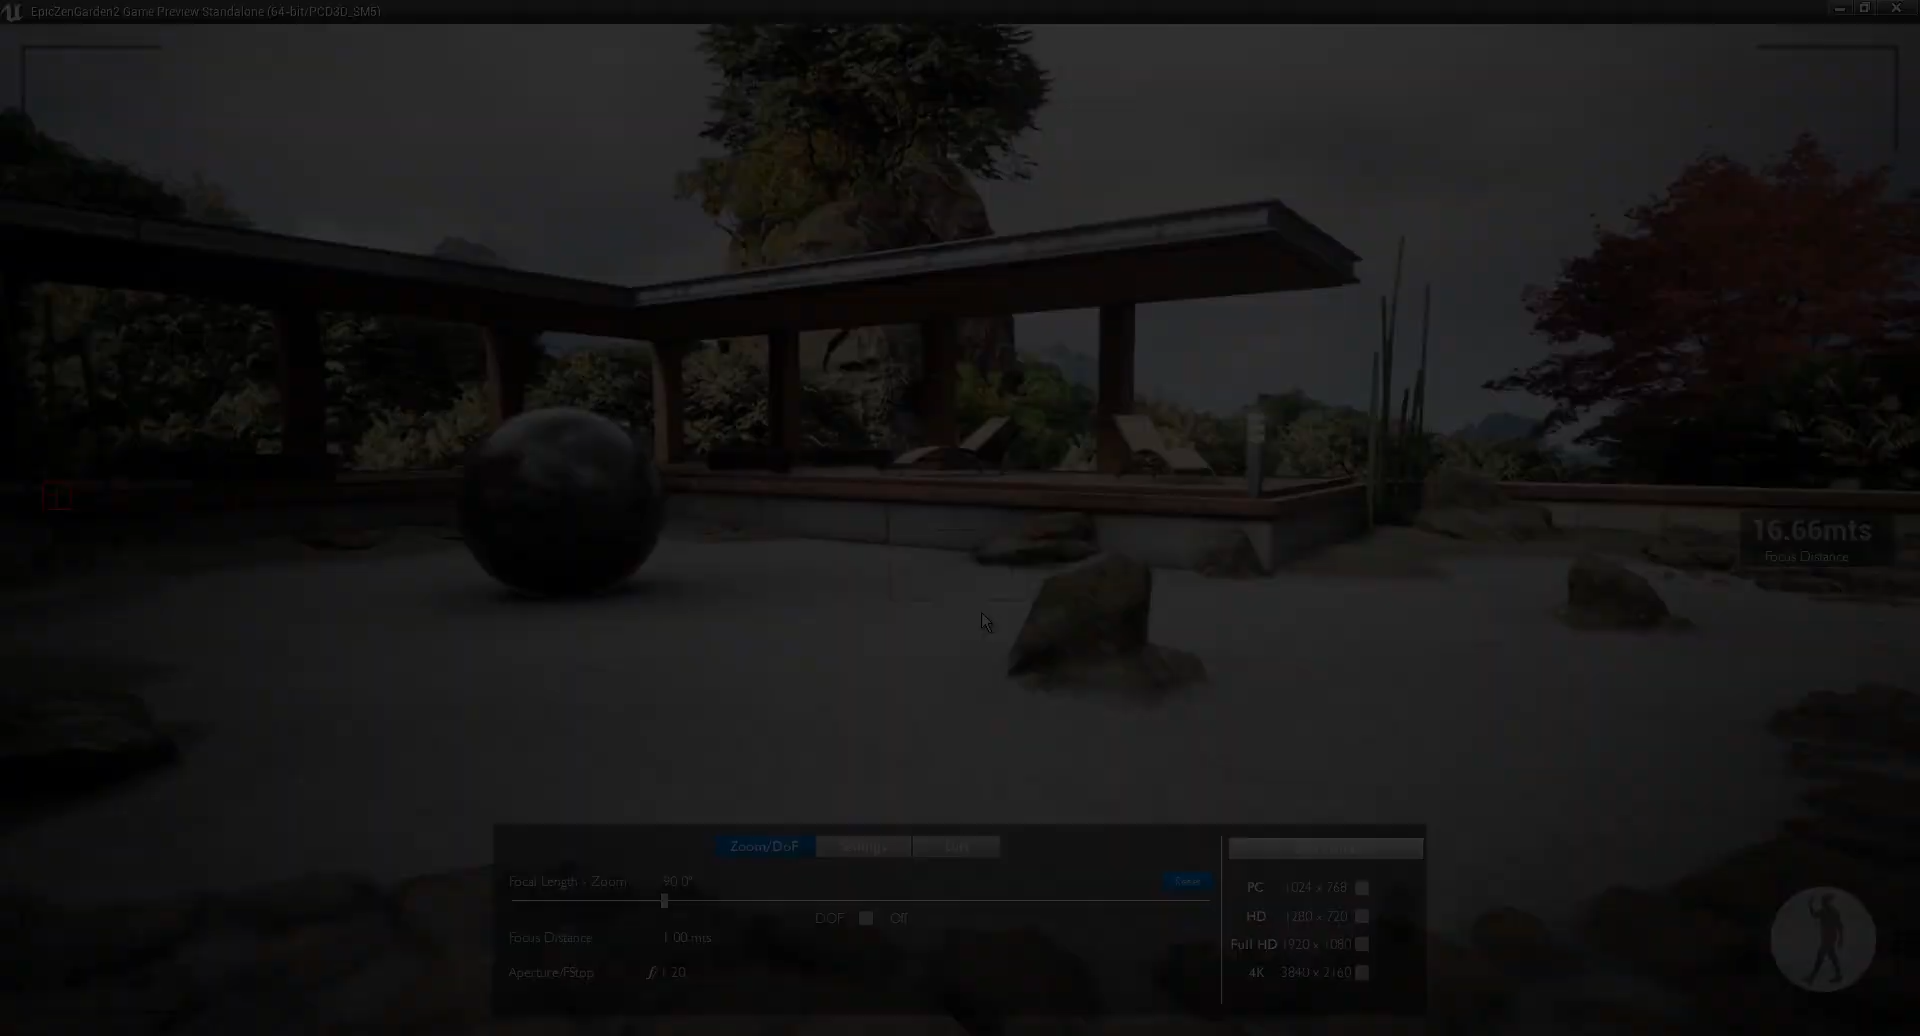 EpicZenGarden2 Game Preview Standalone (64-bit/PCD3D_SM5)
16.66mts
Focus Distance
Zoom/DoF
Settings
Focal Length - Zoom 90.0°
Reset
DOF Off
Focus Distance 1.00 mts
Aperture/FStop f/ 1.20
PC 1024 x 768
HD 1280 x 720
Full HD 1920 x 1080
4K 3840 x 2160